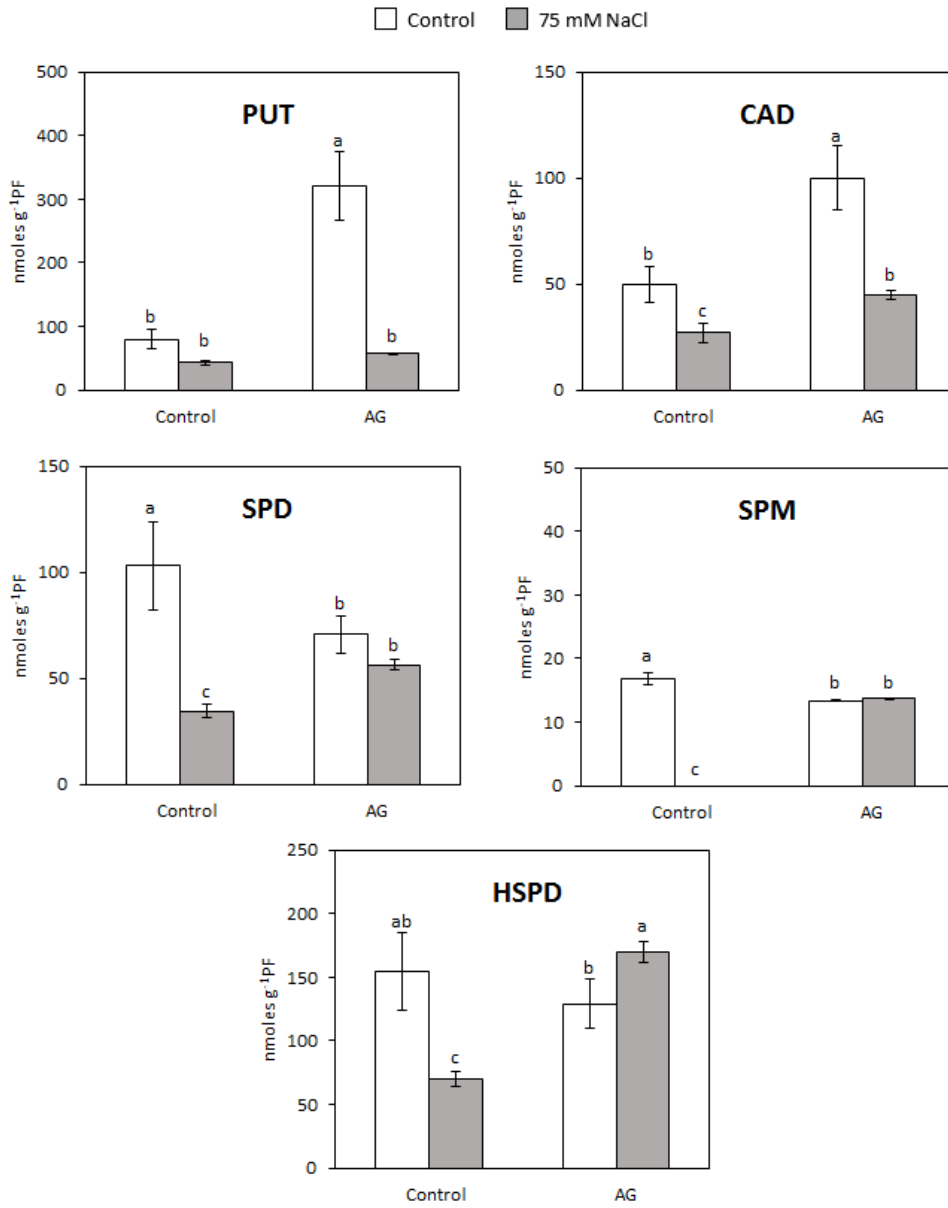 Control 75 mM NaCl
PUT
nmoles g⁻¹PF
500
400
300
200
100
0
b
b
a
b
Control AG
CAD
nmoles g⁻¹PF
150
100
50
0
b
c
a
b
Control AG
SPD
nmoles g⁻¹PF
150
100
50
0
a
c
b
b
Control AG
SPM
nmoles g⁻¹PF
50
40
30
20
10
0
a
c
b
b
Control AG
HSPD
nmoles g⁻¹PF
250
200
150
100
50
0
ab
c
b
a
Control AG